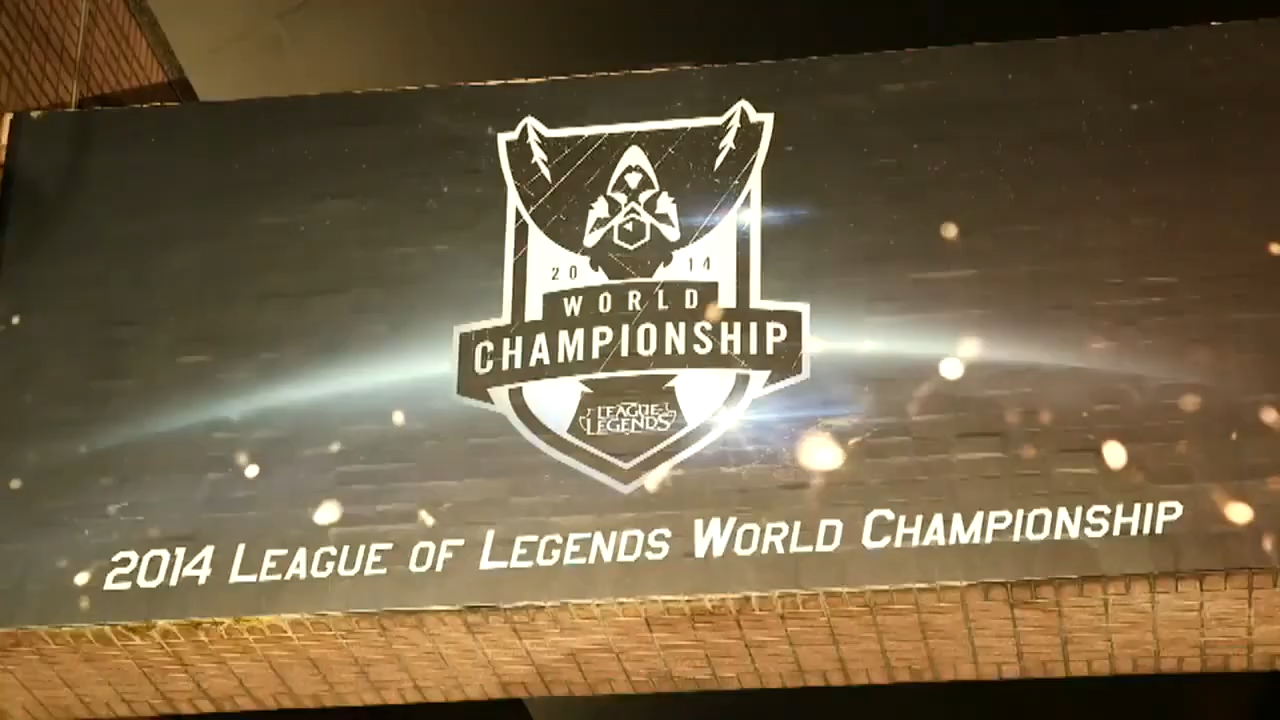 20 14
WORLD
CHAMPIONSHIP
LEAGUE
LEGENDS
2014 LEAGUE OF LEGENDS WORLD CHAMPIONSHIP